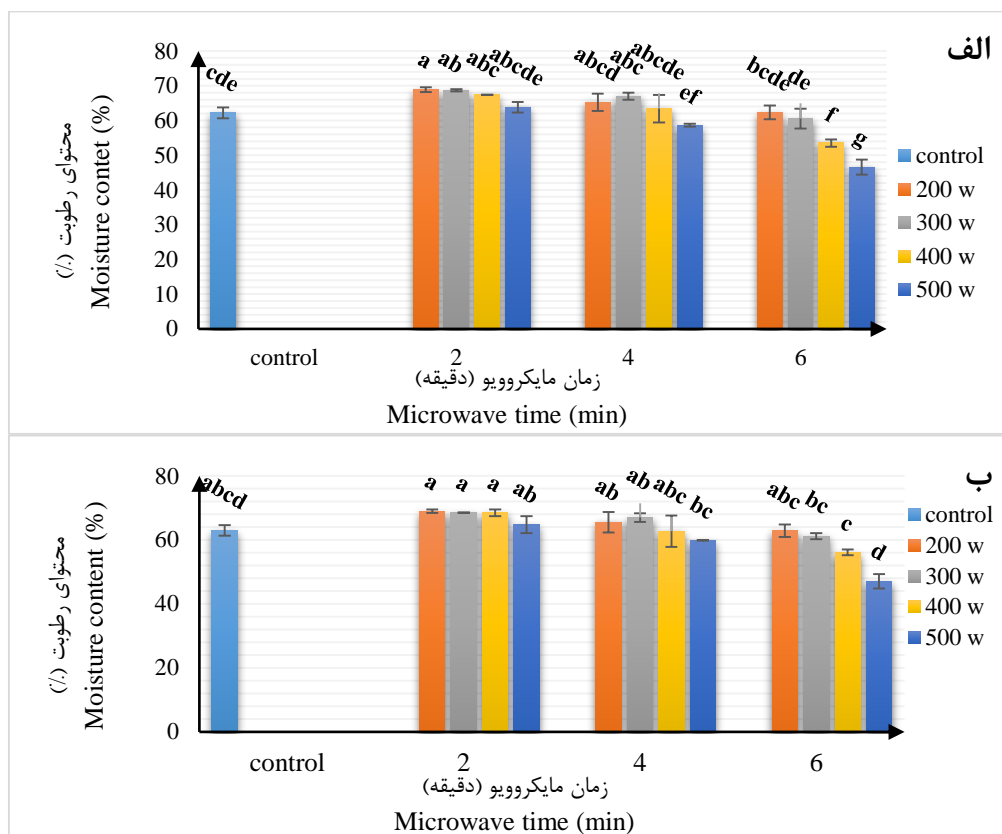 الف
80
70
60
50
40
30
20
10
0
محتوای رطوبت (٪)
Moisture contet (%)
cde
a ab abc abcde
abcd abc abcde ef
bcde de f g
control
200 w
300 w
400 w
500 w
control 2 4 6
زمان مایکروویو (دقیقه)
Microwave time (min)
ب
80
60
40
20
0
محتوای رطوبت (٪)
Moisture content (%)
abcd
a a a ab
ab ab abc bc
abc bc c d
control
200 w
300 w
400 w
500 w
control 2 4 6
زمان مایکروویو (دقیقه)
Microwave time (min)